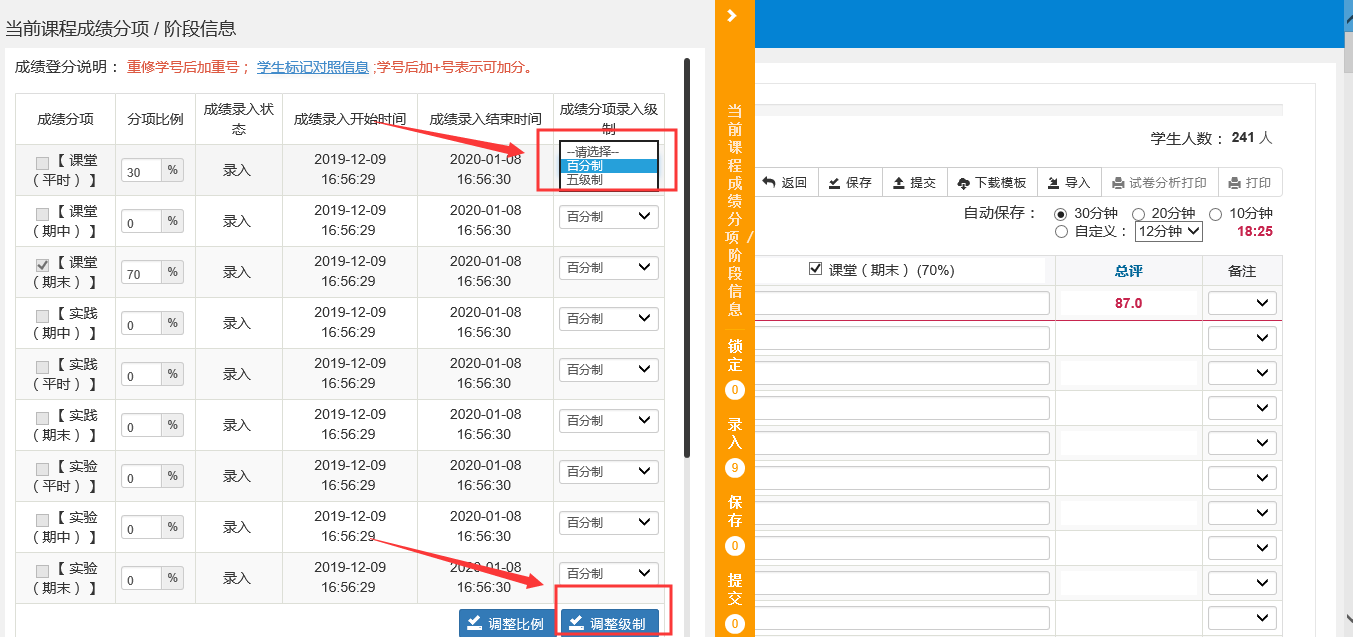 当前课程成绩分项 / 阶段信息
成绩登分说明： 重修学号后加重号； 学生标记对照信息 ;学号后加+号表示可加分。
成绩分项 分项比例 成绩录入状态 成绩录入开始时间 成绩录入结束时间 成绩分项录入级制
【 课堂（平时）】 30 % 录入 2019-12-09 16:56:29 2020-01-08 16:56:30
--请选择--
百分制
五级制
【 课堂（期中）】 0 % 录入 2019-12-09 16:56:29 2020-01-08 16:56:30 百分制
【 课堂（期末）】 70 % 录入 2019-12-09 16:56:29 2020-01-08 16:56:30 百分制
【 实践（期中）】 0 % 录入 2019-12-09 16:56:29 2020-01-08 16:56:30 百分制
【 实践（平时）】 0 % 录入 2019-12-09 16:56:29 2020-01-08 16:56:30 百分制
【 实践（期末）】 0 % 录入 2019-12-09 16:56:29 2020-01-08 16:56:30 百分制
【 实验（平时）】 0 % 录入 2019-12-09 16:56:29 2020-01-08 16:56:30 百分制
【 实验（期中）】 0 % 录入 2019-12-09 16:56:29 2020-01-08 16:56:30 百分制
【 实验（期末）】 0 % 录入 2019-12-09 16:56:29 2020-01-08 16:56:30 百分制
调整比例 调整级制
当前课程成绩分项 / 阶段信息
锁定 0
录入 9
保存 0
提交 0
学生人数： 241 人
返回 保存 提交 下载模板 导入 试卷分析打印 打印
自动保存： 30分钟 20分钟 10分钟
自定义： 12分钟 18:25
课堂（期末）(70%) 总评 备注
87.0